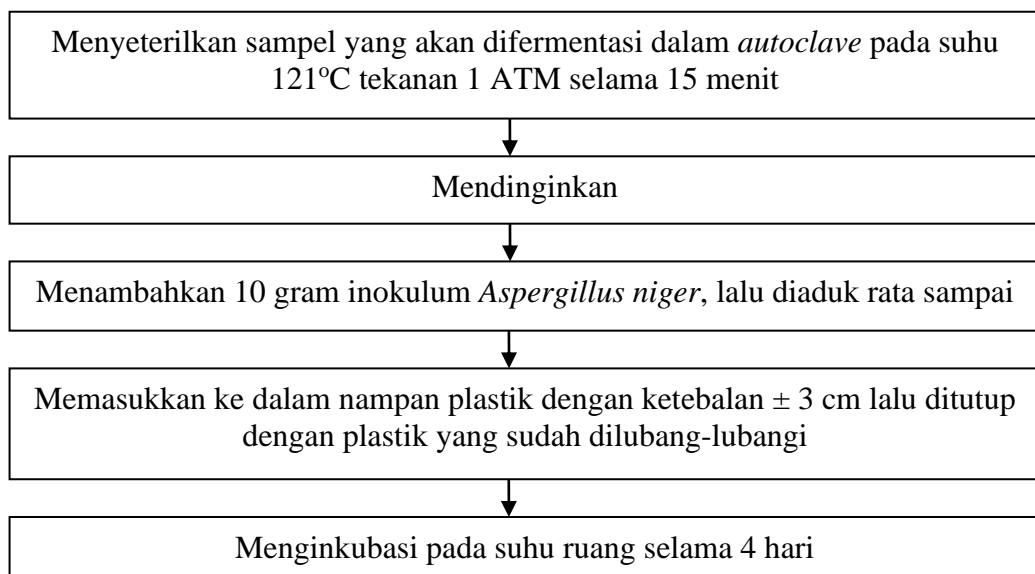 Menyeterilkan sampel yang akan difermentasi dalam autoclave pada suhu
121°C tekanan 1 ATM selama 15 menit
Mendinginkan
Menambahkan 10 gram inokulum Aspergillus niger, lalu diaduk rata sampai
Memasukkan ke dalam nampan plastik dengan ketebalan ± 3 cm lalu ditutup
dengan plastik yang sudah dilubang-lubangi
Menginkubasi pada suhu ruang selama 4 hari